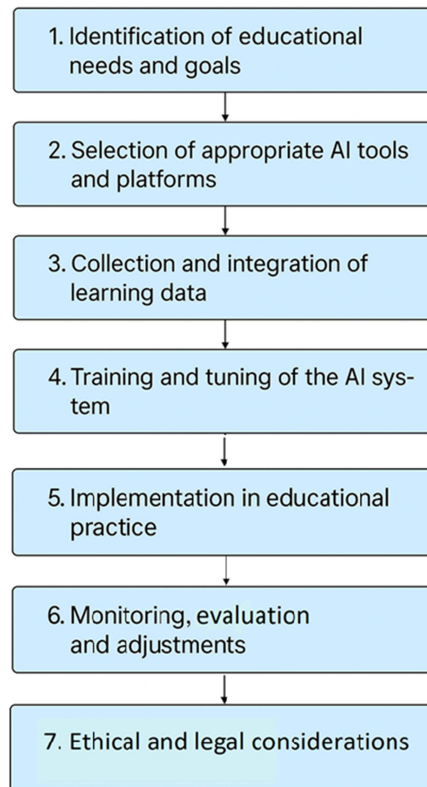 1. Identification of educational
needs and goals
2. Selection of appropriate AI tools
and platforms
3. Collection and integration of
learning data
4. Training and tuning of the AI sys-
tem
5. Implementation in educational
practice
6. Monitoring, evaluation
and adjustments
7. Ethical and legal considerations